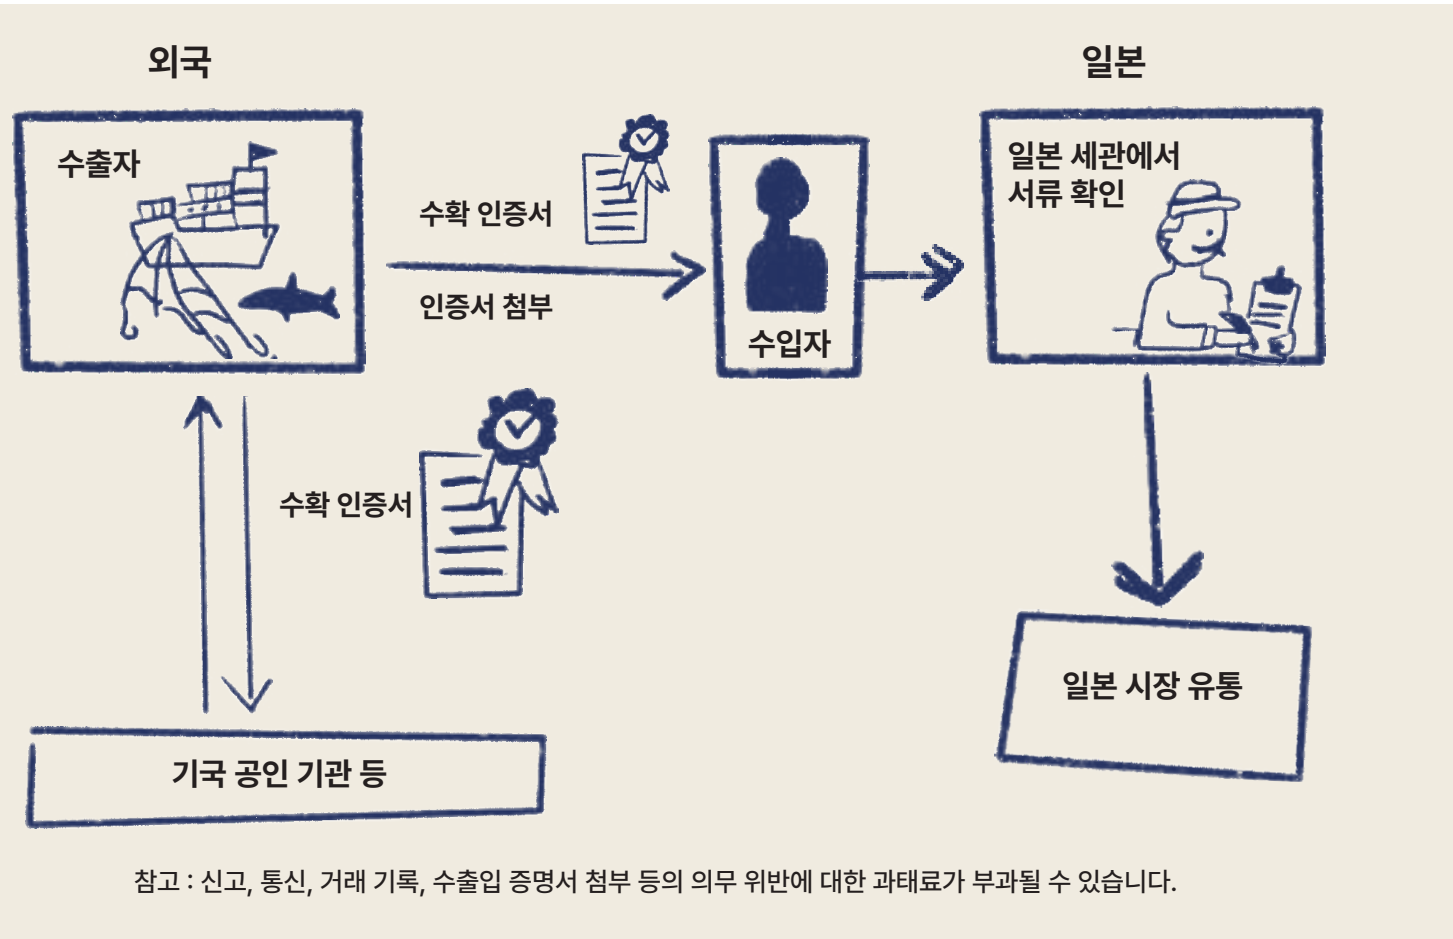 외국
일본
수출자
수확 인증서
인증서 첨부
수입자
일본 세관에서
서류 확인
수확 인증서
기국 공인 기관 등
일본 시장 유통
참고 : 신고, 통신, 거래 기록, 수출입 증명서 첨부 등의 의무 위반에 대한 과태료가 부과될 수 있습니다.